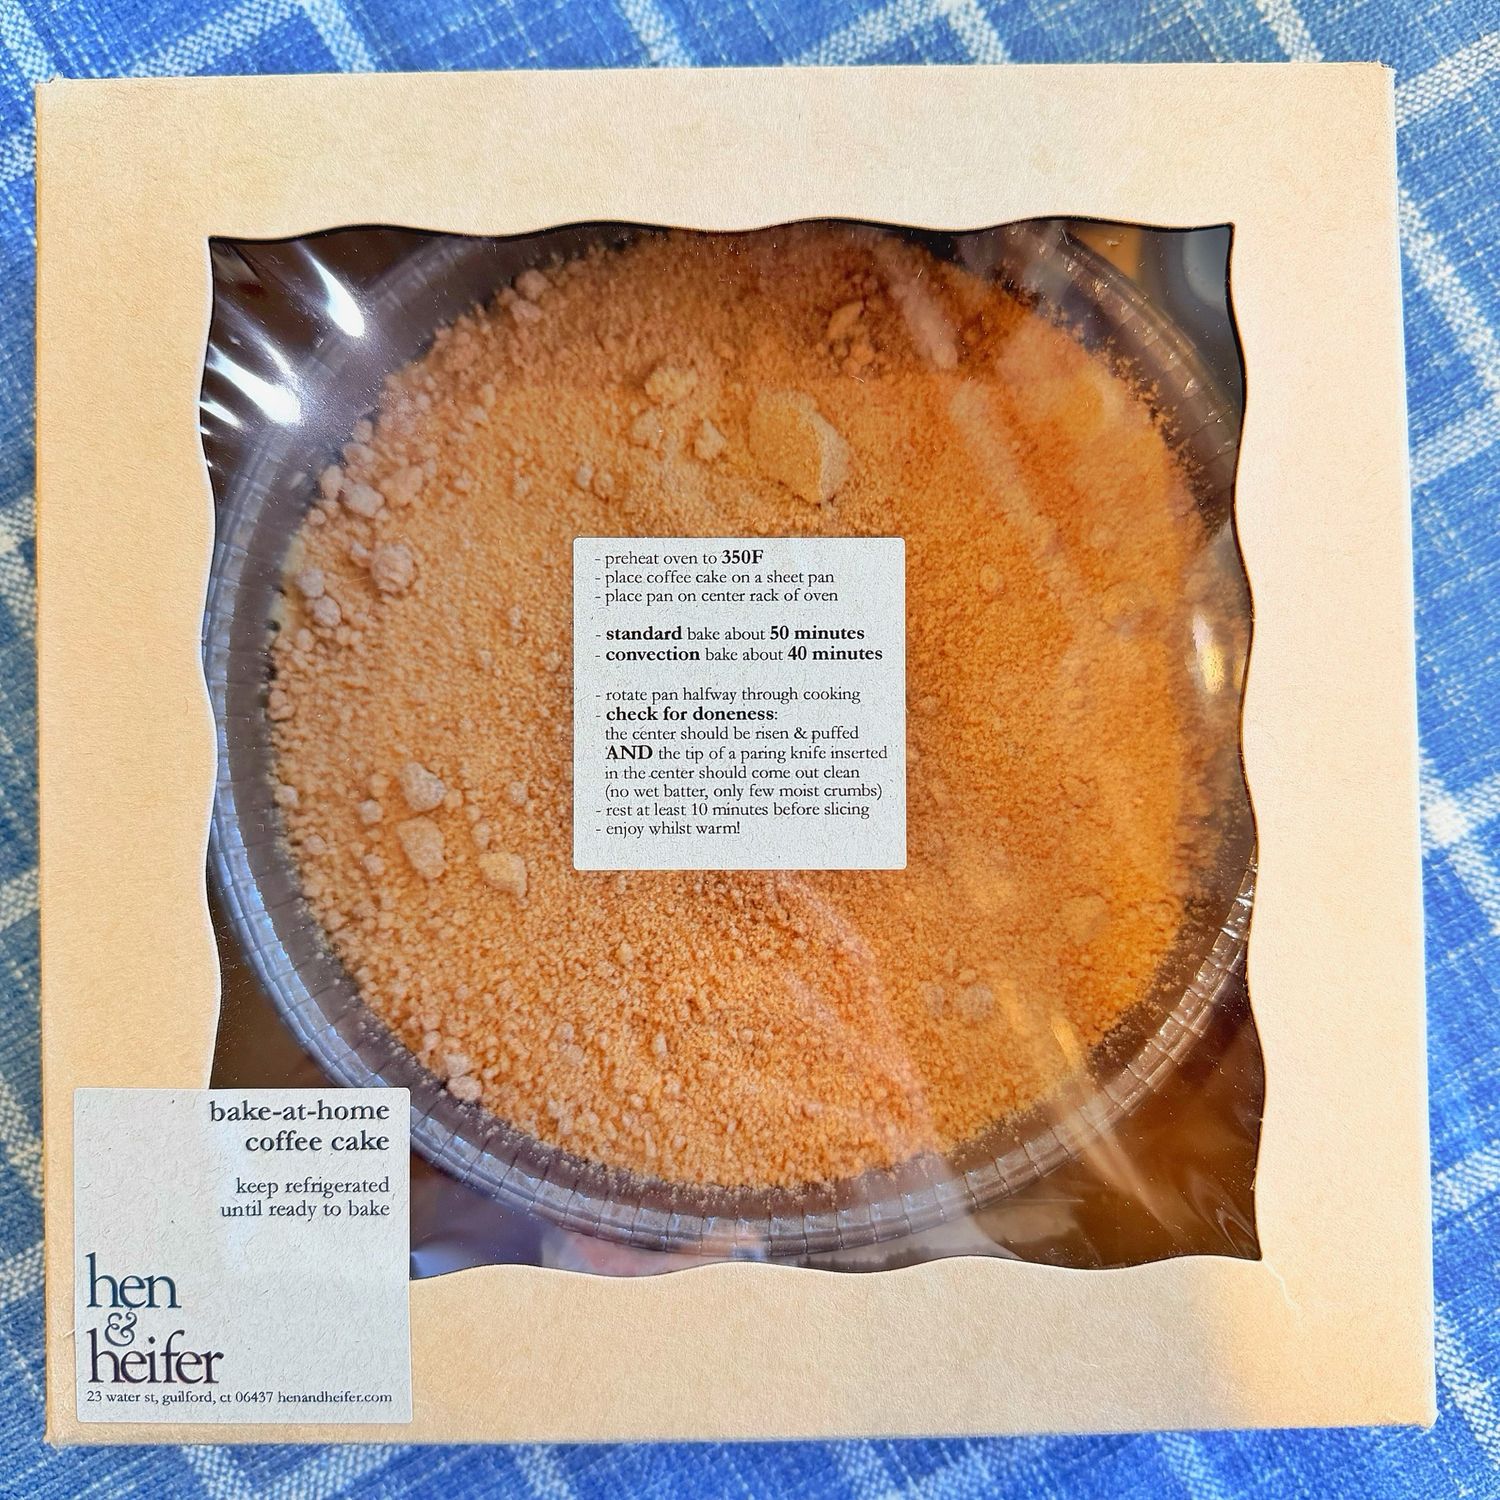 - preheat oven to 350F
- place coffee cake on a sheet pan
- place pan on center rack of oven
- standard bake about 50 minutes
- convection bake about 40 minutes
- rotate pan halfway through cooking
- check for doneness:
the center should be risen & puffed
AND the tip of a paring knife inserted
in the center should come out clean
(no wet batter, only few moist crumbs)
- rest at least 10 minutes before slicing
- enjoy whilst warm!
bake-at-home
coffee cake
keep refrigerated
until ready to bake
hen
&
heifer
23 water st, guilford, ct 06437 henandheifer.com